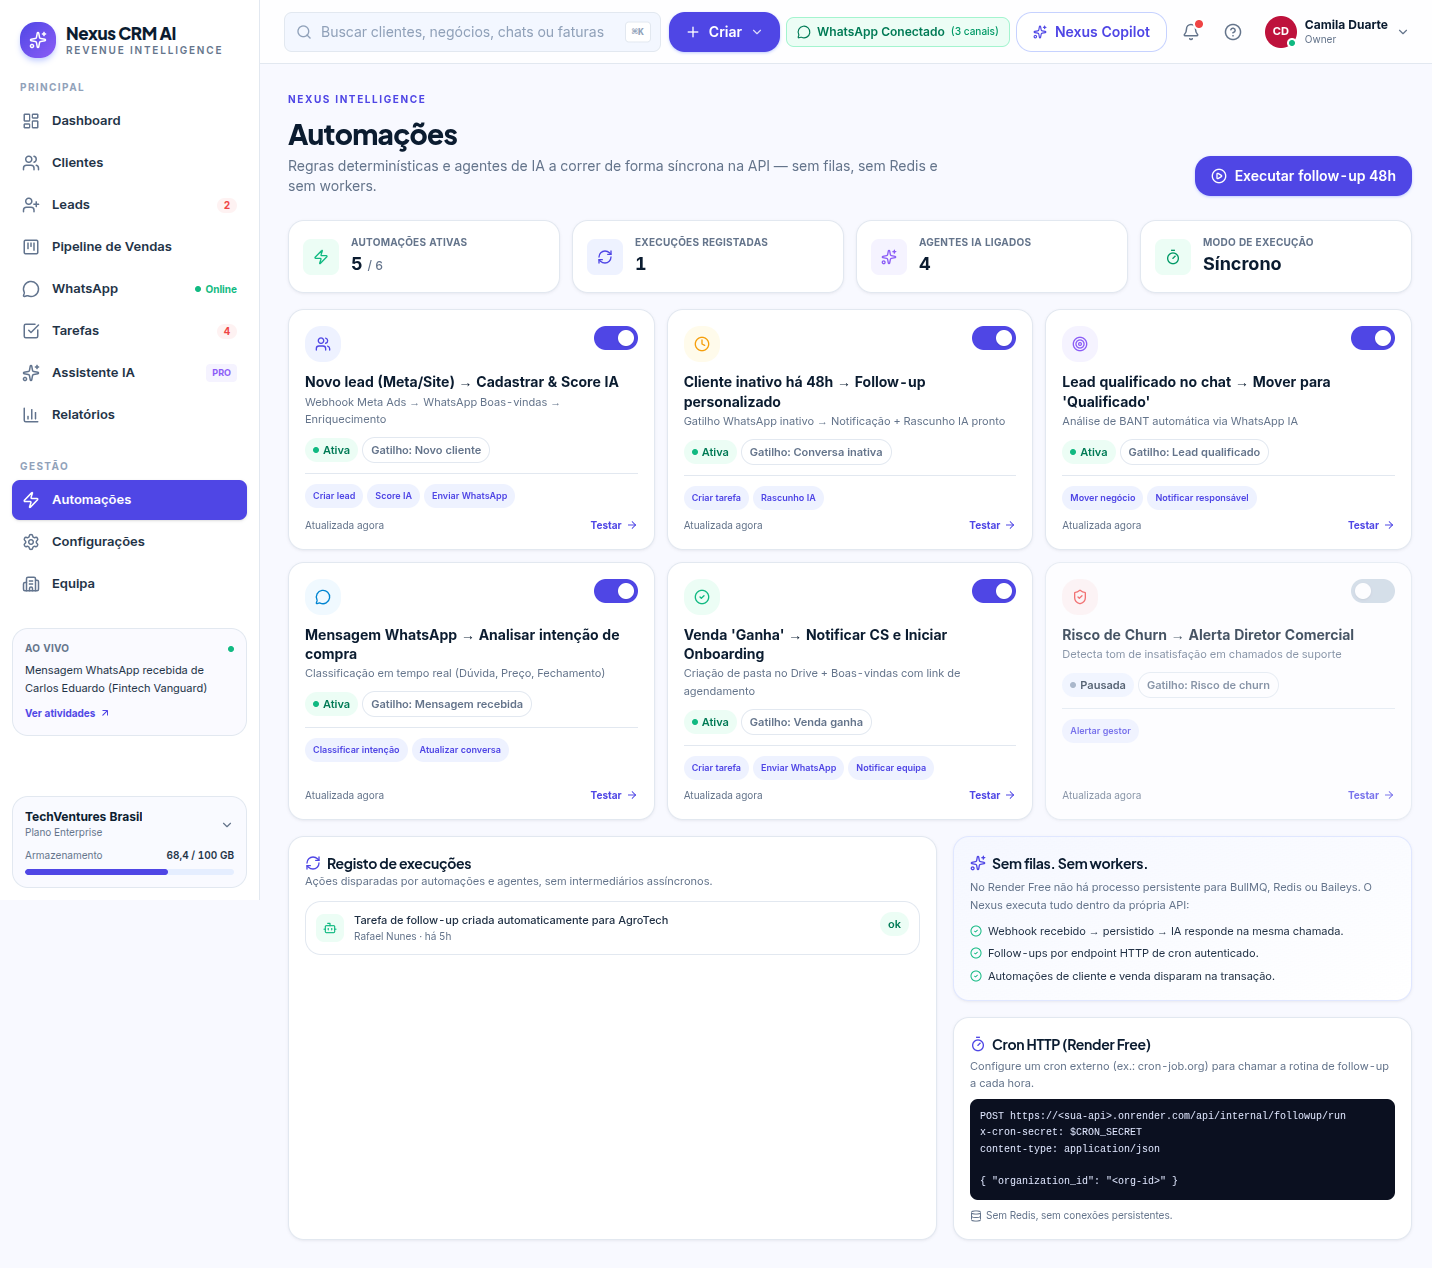 Nexus CRM AI
REVENUE INTELLIGENCE
PRINCIPAL
Dashboard
Clientes
Leads 2
Pipeline de Vendas
WhatsApp Online
Tarefas 4
Assistente IA PRO
Relatórios
GESTÃO
Automações
Configurações
Equipa
AO VIVO
Mensagem WhatsApp recebida de
Carlos Eduardo (Fintech Vanguard)
Ver atividades
TechVentures Brasil
Plano Enterprise
Armazenamento 68,4 / 100 GB
Buscar clientes, negócios, chats ou faturas ⌘K
Criar
WhatsApp Conectado (3 canais)
Nexus Copilot
CD
Camila Duarte
Owner
NEXUS INTELLIGENCE
Automações
Regras determinísticas e agentes de IA a correr de forma síncrona na API — sem filas, sem Redis e
sem workers.
Executar follow-up 48h
AUTOMAÇÕES ATIVAS
5 / 6
EXECUÇÕES REGISTADAS
1
AGENTES IA LIGADOS
4
MODO DE EXECUÇÃO
Síncrono
Novo lead (Meta/Site) → Cadastrar & Score IA
Webhook Meta Ads → WhatsApp Boas-vindas →
Enriquecimento
Ativa Gatilho: Novo cliente
Criar lead Score IA Enviar WhatsApp
Atualizada agora Testar →
Cliente inativo há 48h → Follow-up
personalizado
Gatilho WhatsApp inativo → Notificação + Rascunho IA pronto
Ativa Gatilho: Conversa inativa
Criar tarefa Rascunho IA
Atualizada agora Testar →
Lead qualificado no chat → Mover para
'Qualificado'
Análise de BANT automática via WhatsApp IA
Ativa Gatilho: Lead qualificado
Mover negócio Notificar responsável
Atualizada agora Testar →
Mensagem WhatsApp → Analisar intenção de
compra
Classificação em tempo real (Dúvida, Preço, Fechamento)
Ativa Gatilho: Mensagem recebida
Classificar intenção Atualizar conversa
Atualizada agora Testar →
Venda 'Ganha' → Notificar CS e Iniciar
Onboarding
Criação de pasta no Drive + Boas-vindas com link de
agendamento
Ativa Gatilho: Venda ganha
Criar tarefa Enviar WhatsApp Notificar equipa
Atualizada agora Testar →
Risco de Churn → Alerta Diretor Comercial
Detecta tom de insatisfação em chamados de suporte
Pausada Gatilho: Risco de churn
Alertar gestor
Atualizada agora Testar →
Registo de execuções
Ações disparadas por automações e agentes, sem intermediários assíncronos.
Tarefa de follow-up criada automaticamente para AgroTech
Rafael Nunes · há 5h
ok
Sem filas. Sem workers.
No Render Free não há processo persistente para BullMQ, Redis ou Baileys. O
Nexus executa tudo dentro da própria API:
Webhook recebido → persistido → IA responde na mesma chamada.
Follow-ups por endpoint HTTP de cron autenticado.
Automações de cliente e venda disparam na transação.
Cron HTTP (Render Free)
Configure um cron externo (ex.: cron-job.org) para chamar a rotina de follow-up
a cada hora.
POST https://<sua-api>.onrender.com/api/internal/followup/run
x-cron-secret: $CRON_SECRET
content-type: application/json
{ "organization_id": "<org-id>" }
Sem Redis, sem conexões persistentes.